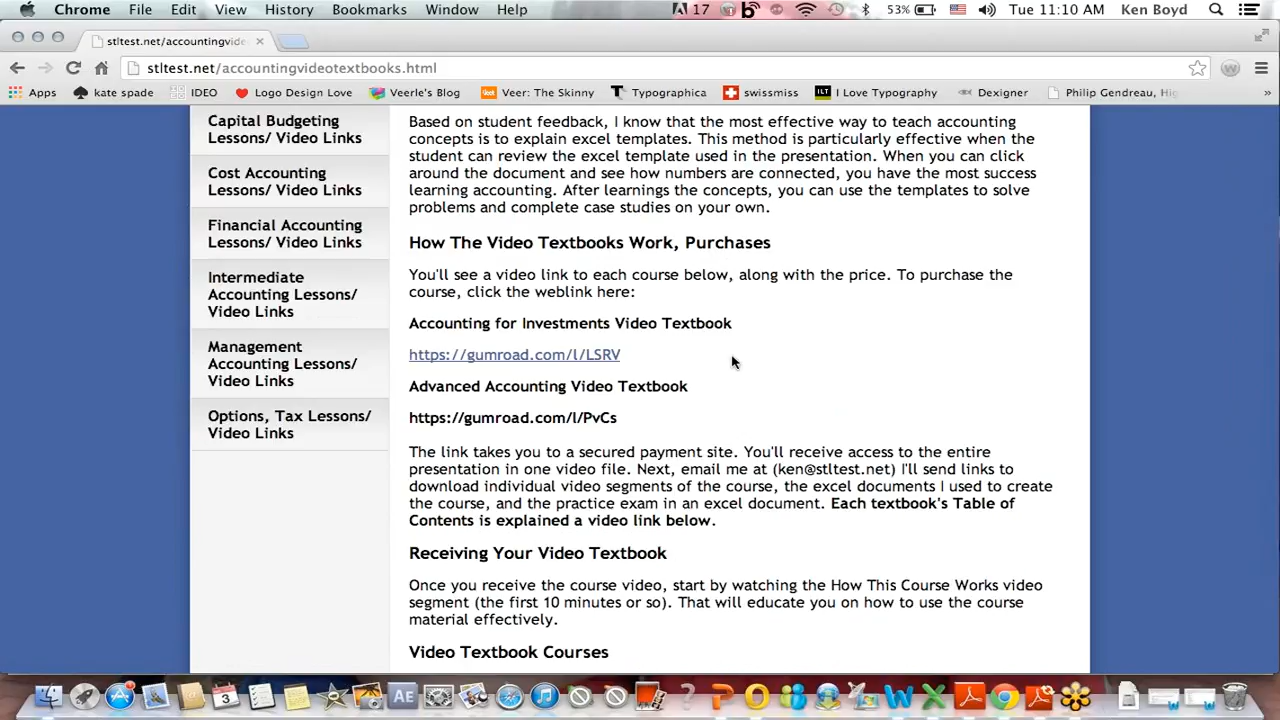 Chrome File Edit View History Bookmarks Window Help 17 53% Tue 11:10 AM Ken Boyd
stltest.net/accountingvide
stltest.net/accountingvideotextbooks.html
Apps kate spade IDEO Logo Design Love Veerle's Blog Veer: The Skinny Typographica swissmiss I Love Typography Dexigner Philip Gendreau, Hig »
Capital Budgeting
Lessons/ Video Links
Cost Accounting
Lessons/ Video Links
Financial Accounting
Lessons/ Video Links
Intermediate
Accounting Lessons/
Video Links
Management
Accounting Lessons/
Video Links
Options, Tax Lessons/
Video Links
Based on student feedback, I know that the most effective way to teach accounting
concepts is to explain excel templates. This method is particularly effective when the
student can review the excel template used in the presentation. When you can click
around the document and see how numbers are connected, you have the most success
learning accounting. After learnings the concepts, you can use the templates to solve
problems and complete case studies on your own.
How The Video Textbooks Work, Purchases
You'll see a video link to each course below, along with the price. To purchase the
course, click the weblink here:
Accounting for Investments Video Textbook
https://gumroad.com/l/LSRV
Advanced Accounting Video Textbook
https://gumroad.com/l/PvCs
The link takes you to a secured payment site. You'll receive access to the entire
presentation in one video file. Next, email me at (ken@stltest.net) I'll send links to
download individual video segments of the course, the excel documents I used to create
the course, and the practice exam in an excel document. Each textbook's Table of
Contents is explained a video link below.
Receiving Your Video Textbook
Once you receive the course video, start by watching the How This Course Works video
segment (the first 10 minutes or so). That will educate you on how to use the course
material effectively.
Video Textbook Courses